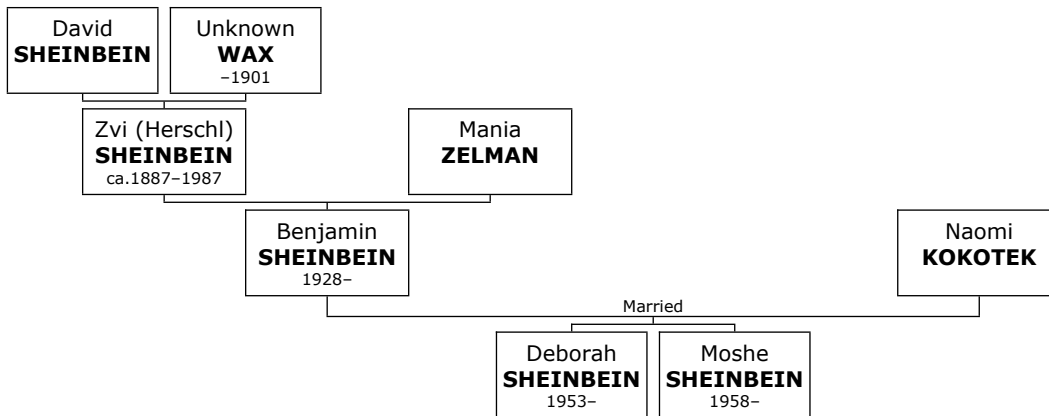 David
SHEINBEIN
Unknown
WAX
–1901
Zvi (Herschl)
SHEINBEIN
ca.1887–1987
Mania
ZELMAN
Benjamin
SHEINBEIN
1928–
Naomi
KOKOTEK
Married
Deborah
SHEINBEIN
1953–
Moshe
SHEINBEIN
1958–